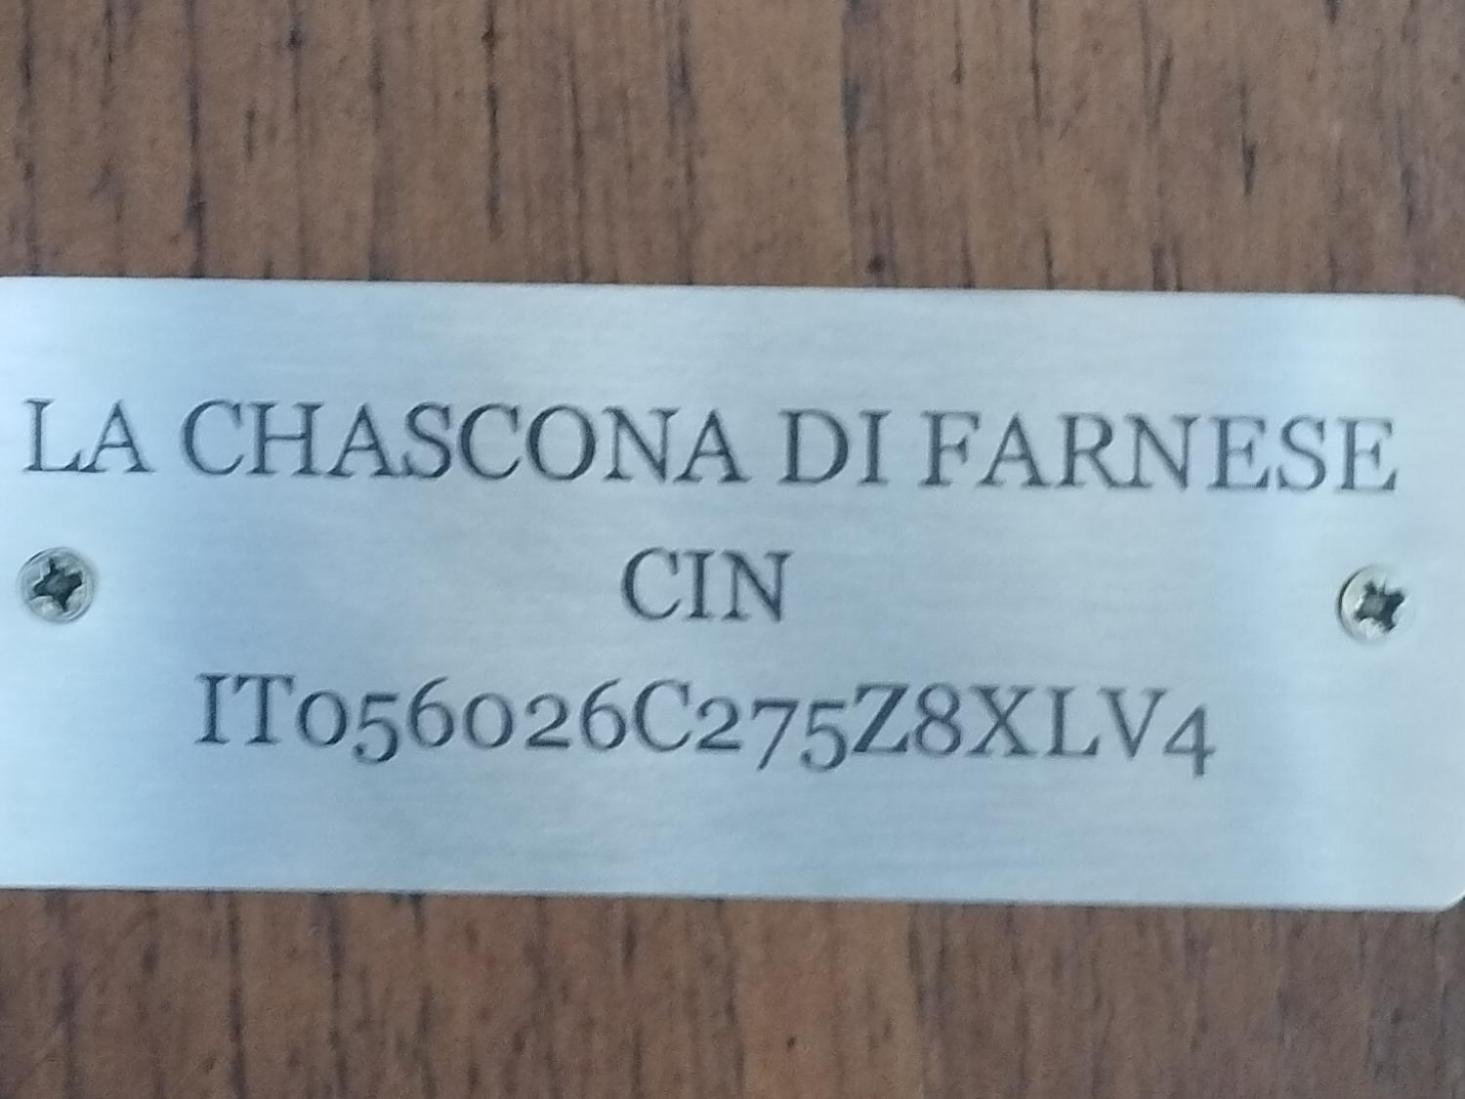 LA CHASCONA DI FARNESE
CIN
IT056026C275Z8XLV4